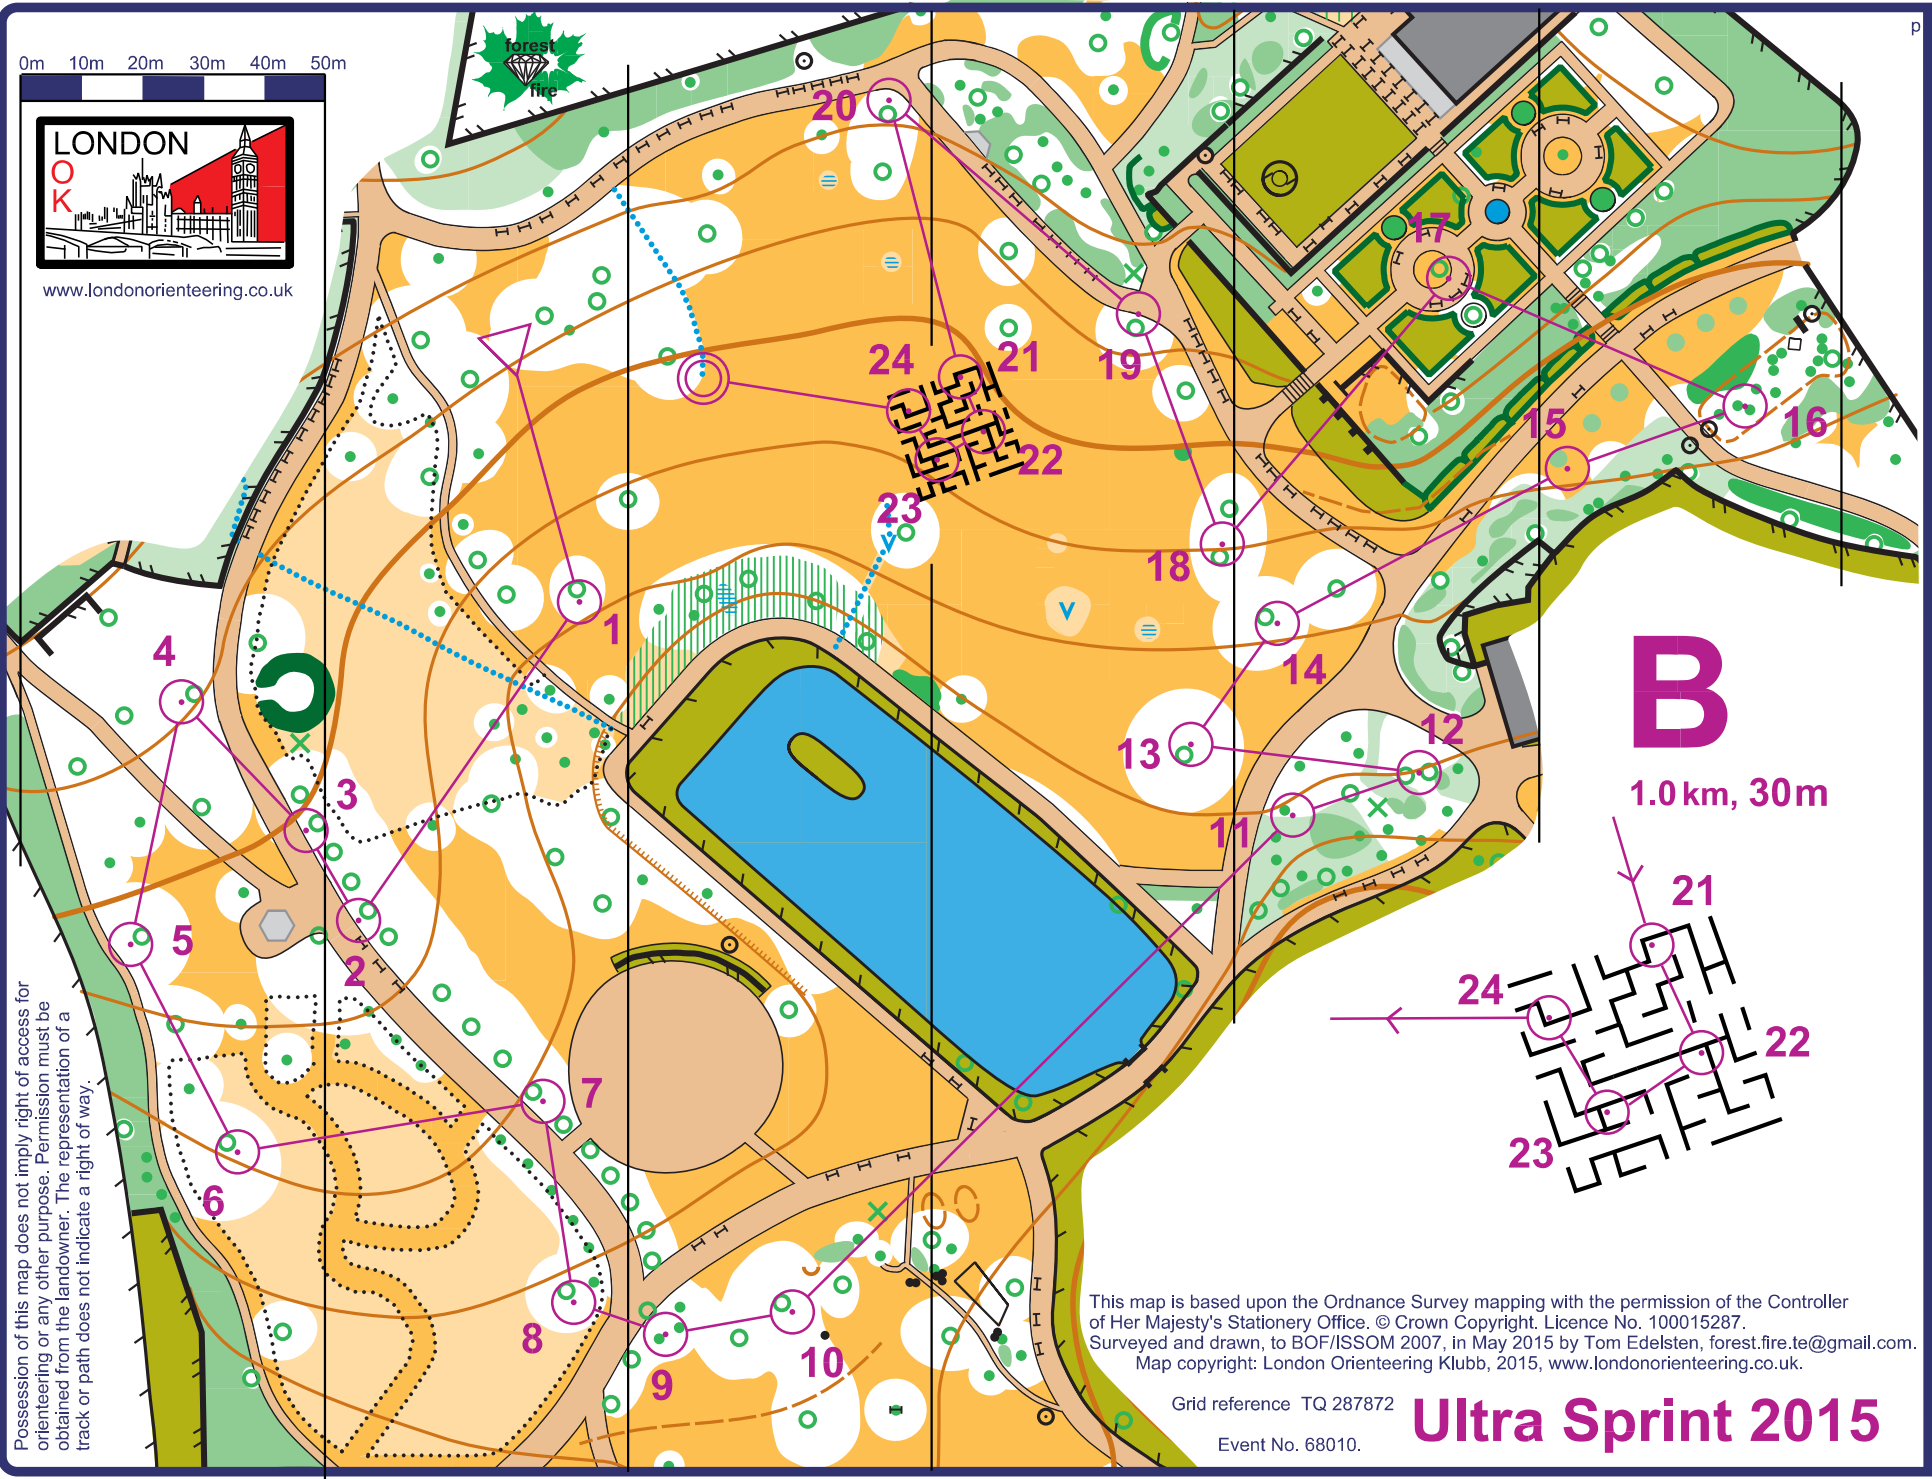 0m 10m 20m 30m 40m 50m
LONDON
O
K
www.londonorienteering.co.uk
forest
fire
p
20
17
24
21
19
15
16
22
23
18
1
4
14
12
13
3
11
5
2
7
6
8
9
10
B
1.0 km, 30m
21
24
22
23
Possession of this map does not imply right of access for
orienteering or any other purpose. Permission must be
obtained from the landowner. The representation of a
track or path does not indicate a right of way.
This map is based upon the Ordnance Survey mapping with the permission of the Controller
of Her Majesty's Stationery Office. © Crown Copyright. Licence No. 100015287.
Surveyed and drawn, to BOF/ISSOM 2007, in May 2015 by Tom Edelsten, forest.fire.te@gmail.com.
Map copyright: London Orienteering Klubb, 2015, www.londonorienteering.co.uk.
Grid reference TQ 287872
Event No. 68010.
Ultra Sprint 2015